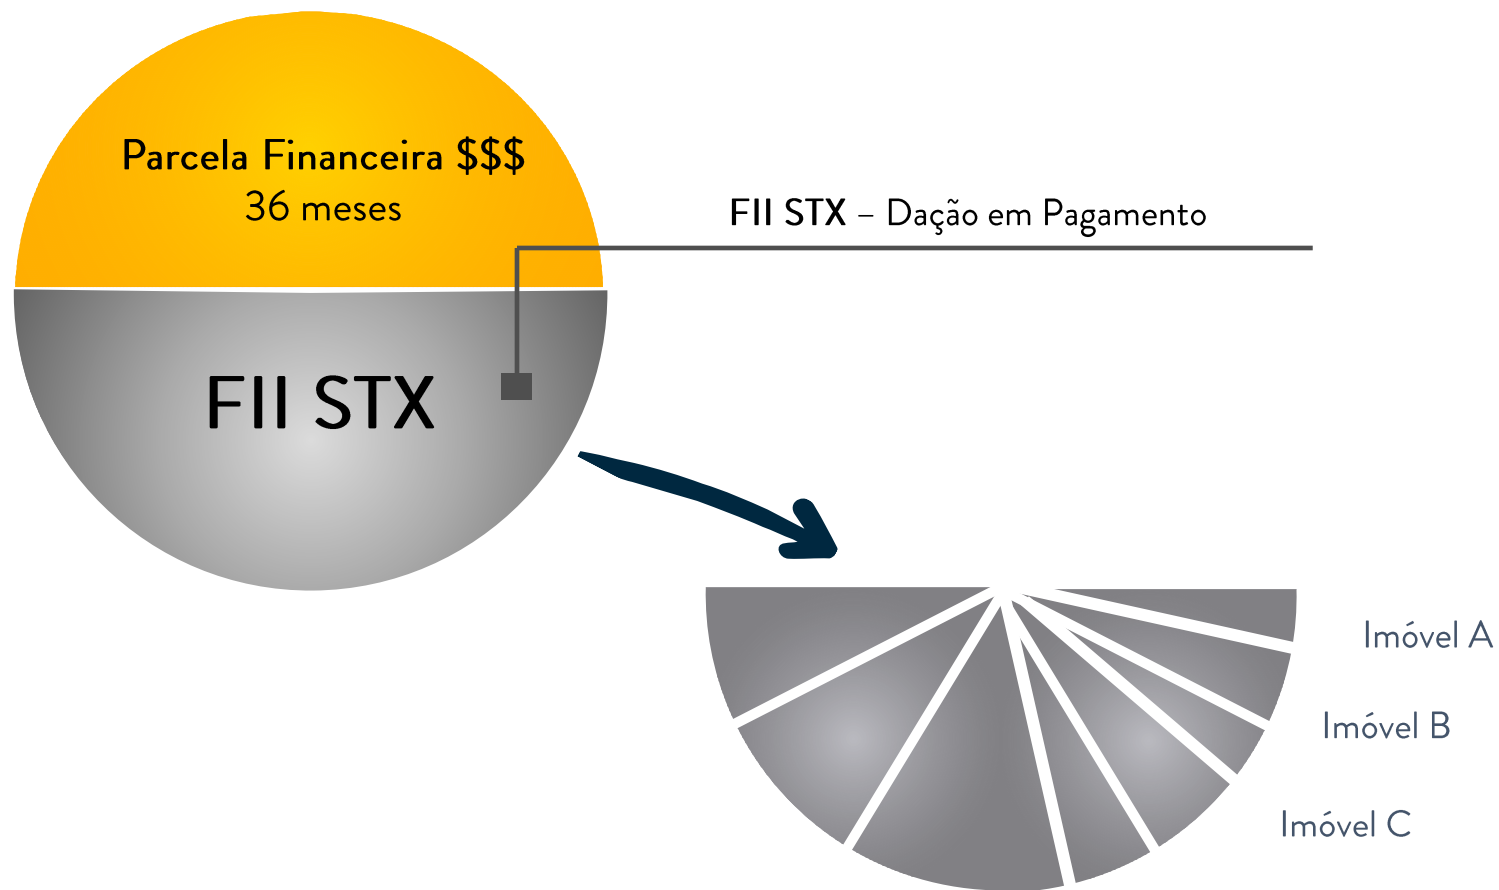 Parcela Financeira $$$
36 meses
FII STX – Dação em Pagamento
FII STX
Imóvel A
Imóvel B
Imóvel C